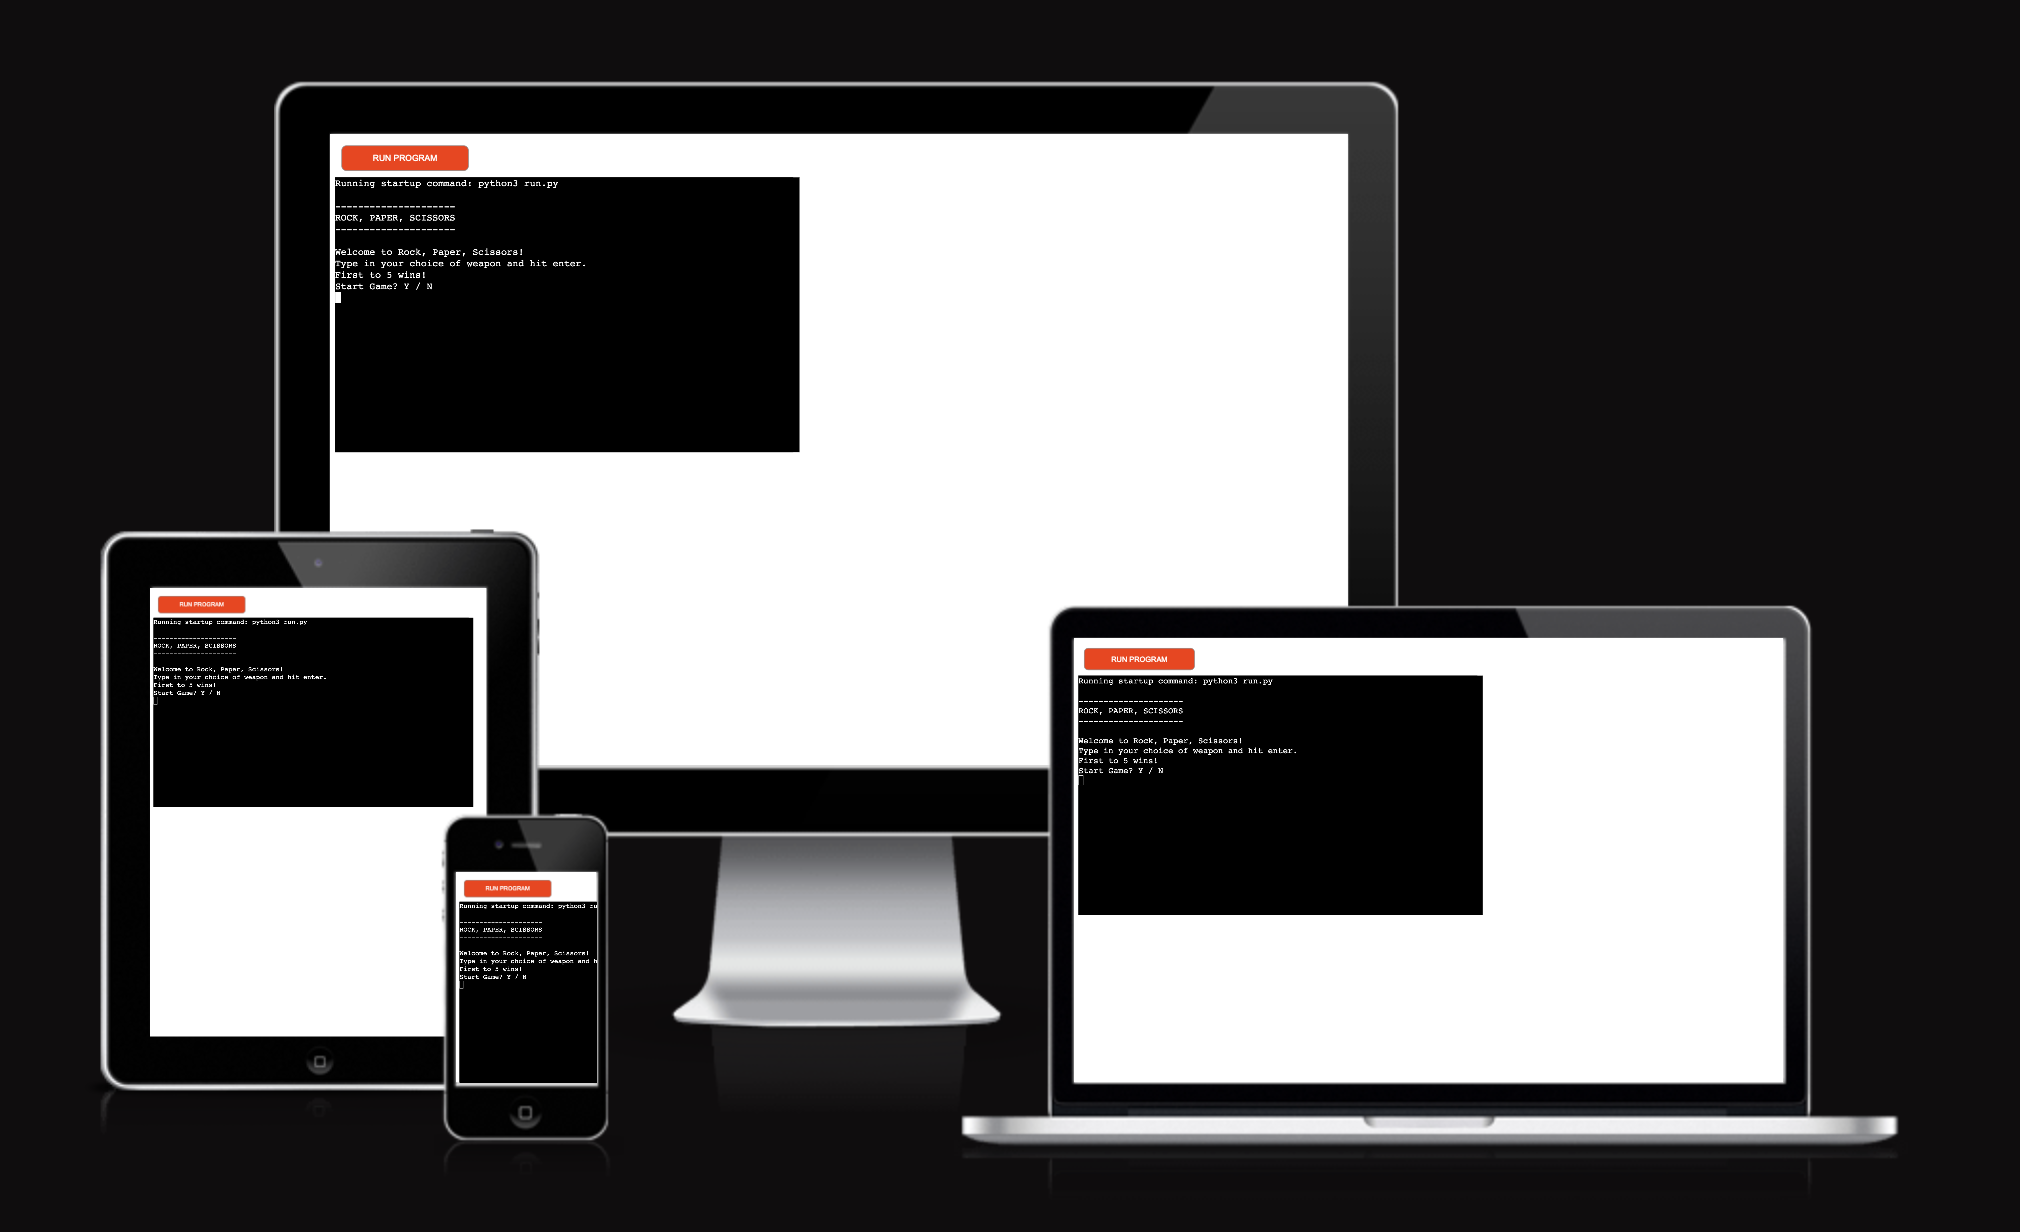 RUN PROGRAM
Running startup command: python3 run.py
---------------------
ROCK, PAPER, SCISSORS
---------------------
Welcome to Rock, Paper, Scissors!
Type in your choice of weapon and hit enter.
First to 5 wins!
Start Game? Y / N
RUN PROGRAM
Running startup command: python3 run.py
---------------------
ROCK, PAPER, SCISSORS
---------------------
Welcome to Rock, Paper, Scissors!
Type in your choice of weapon and hit enter.
First to 5 wins!
Start Game? Y / N
RUN PROGRAM
Running startup command: python3 ru
---------------------
ROCK, PAPER, SCISSORS
---------------------
Welcome to Rock, Paper, Scissors!
Type in your choice of weapon and h
First to 5 wins!
Start Game? Y / N
RUN PROGRAM
Running startup command: python3 run.py
---------------------
ROCK, PAPER, SCISSORS
---------------------
Welcome to Rock, Paper, Scissors!
Type in your choice of weapon and hit enter.
First to 5 wins!
Start Game? Y / N